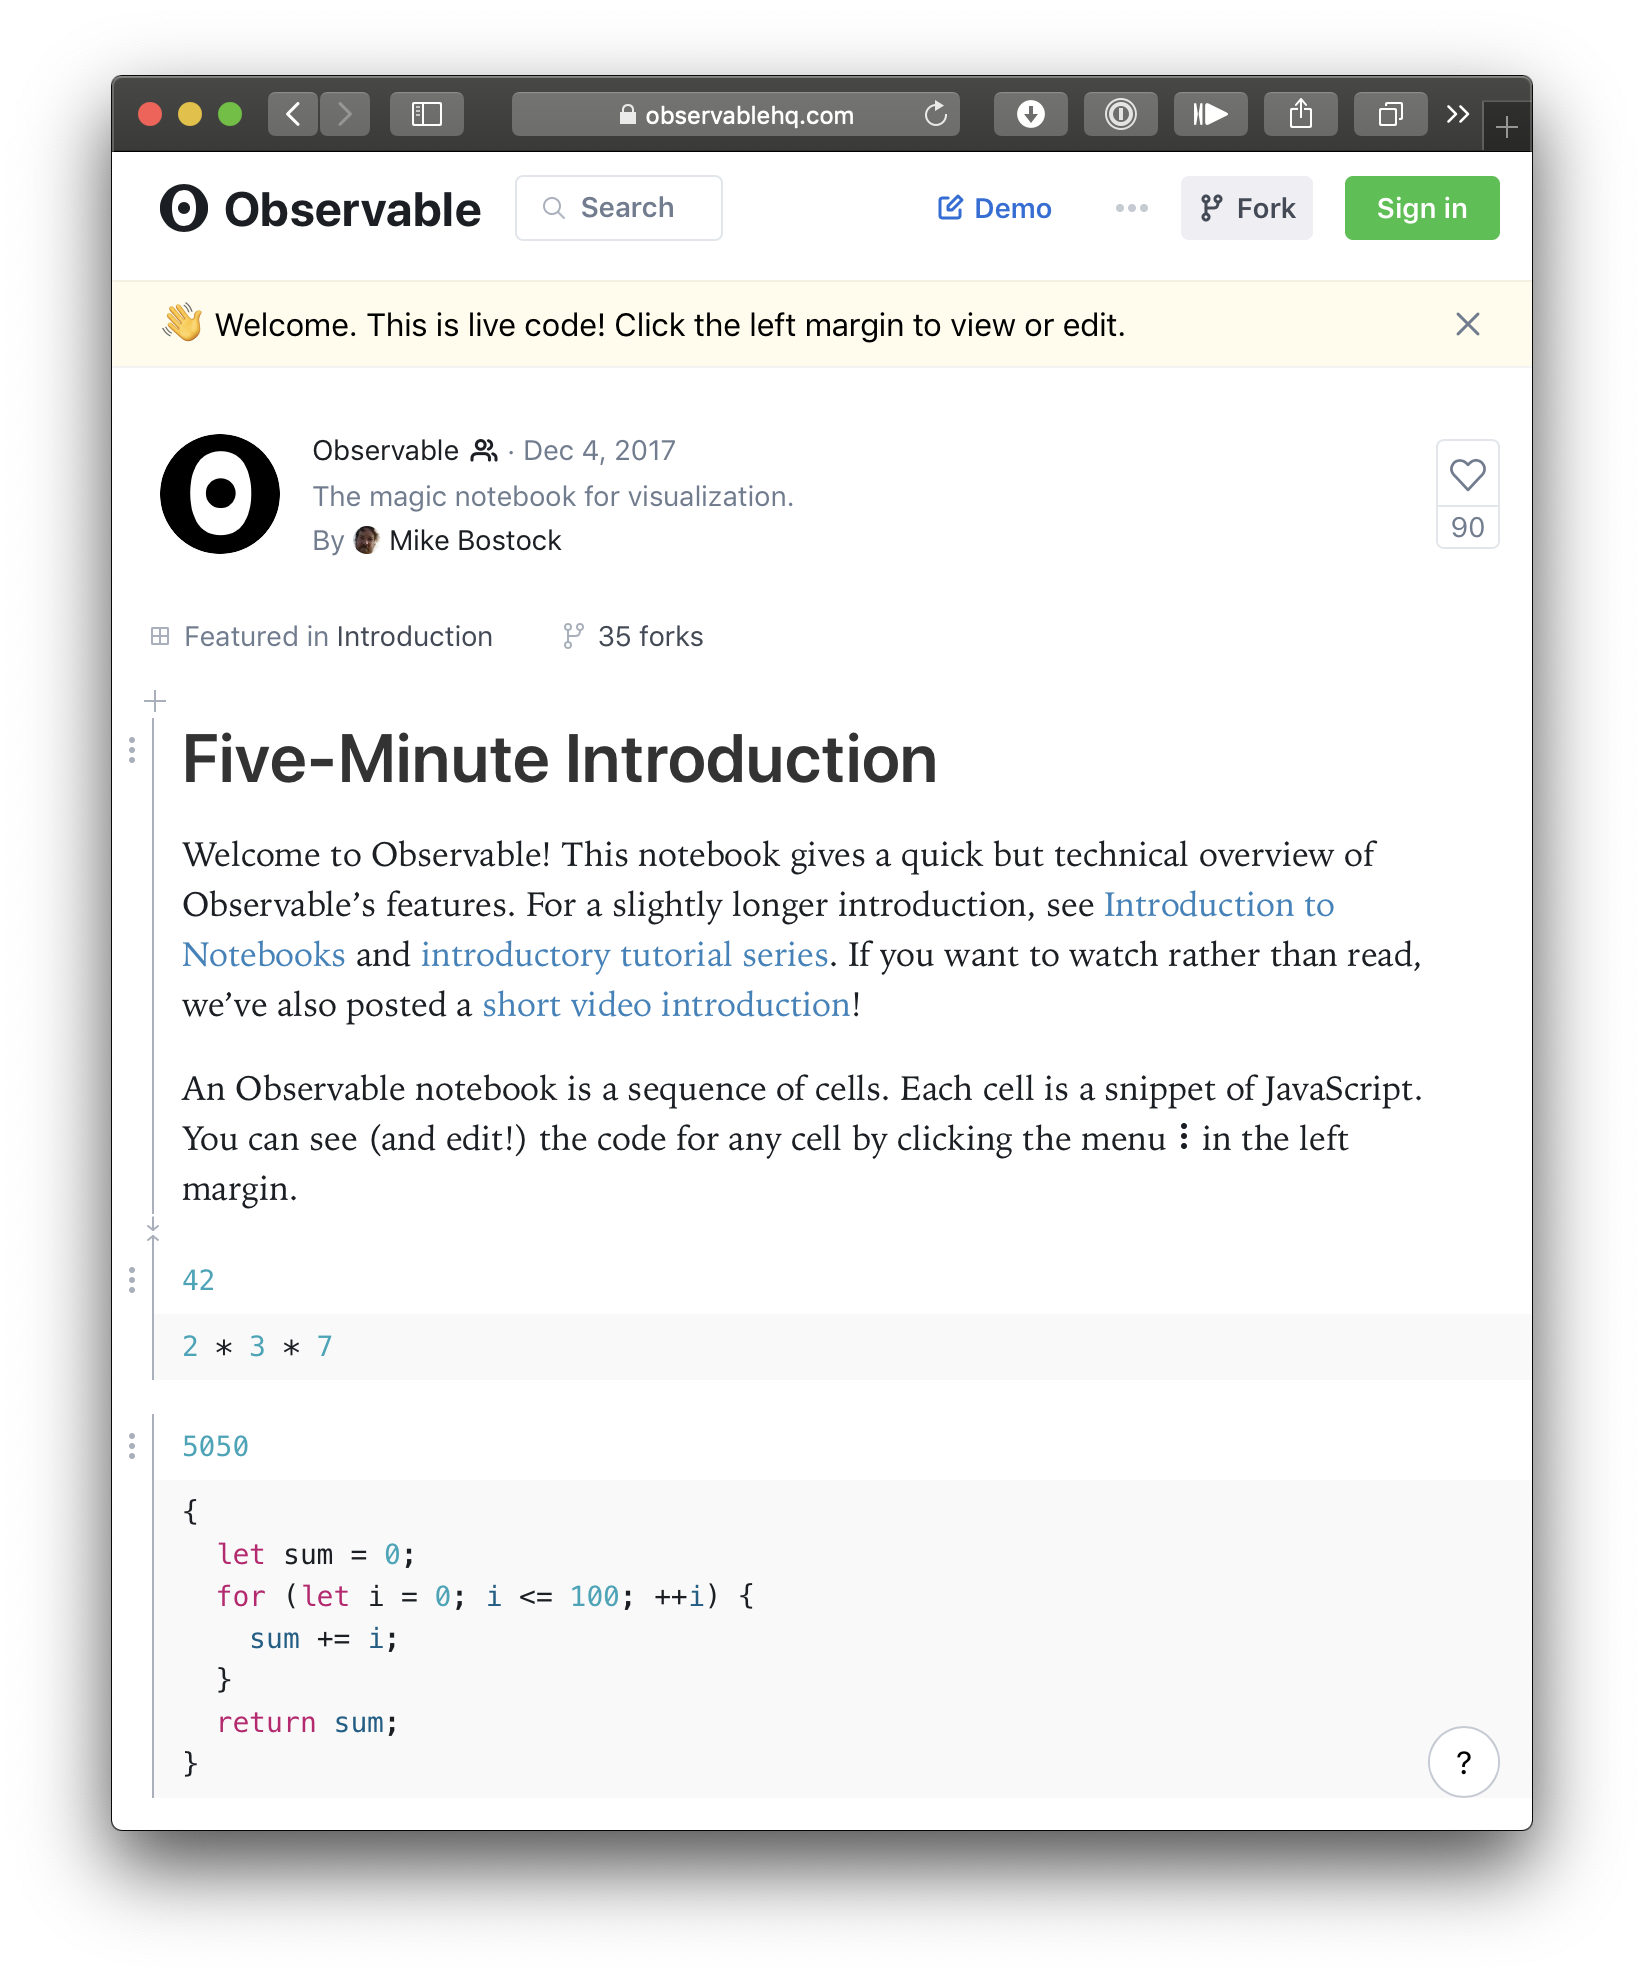 observablehq.com
Observable
Search
Demo
Fork
Sign in
👋 Welcome. This is live code! Click the left margin to view or edit.
Observable · Dec 4, 2017
The magic notebook for visualization.
By Mike Bostock
90
Featured in Introduction
35 forks
Five-Minute Introduction
Welcome to Observable! This notebook gives a quick but technical overview of
Observable’s features. For a slightly longer introduction, see Introduction to
Notebooks and introductory tutorial series. If you want to watch rather than read,
we’ve also posted a short video introduction!
An Observable notebook is a sequence of cells. Each cell is a snippet of JavaScript.
You can see (and edit!) the code for any cell by clicking the menu ⋮ in the left
margin.
42
2 * 3 * 7
5050
{
  let sum = 0;
  for (let i = 0; i <= 100; ++i) {
    sum += i;
  }
  return sum;
}
?